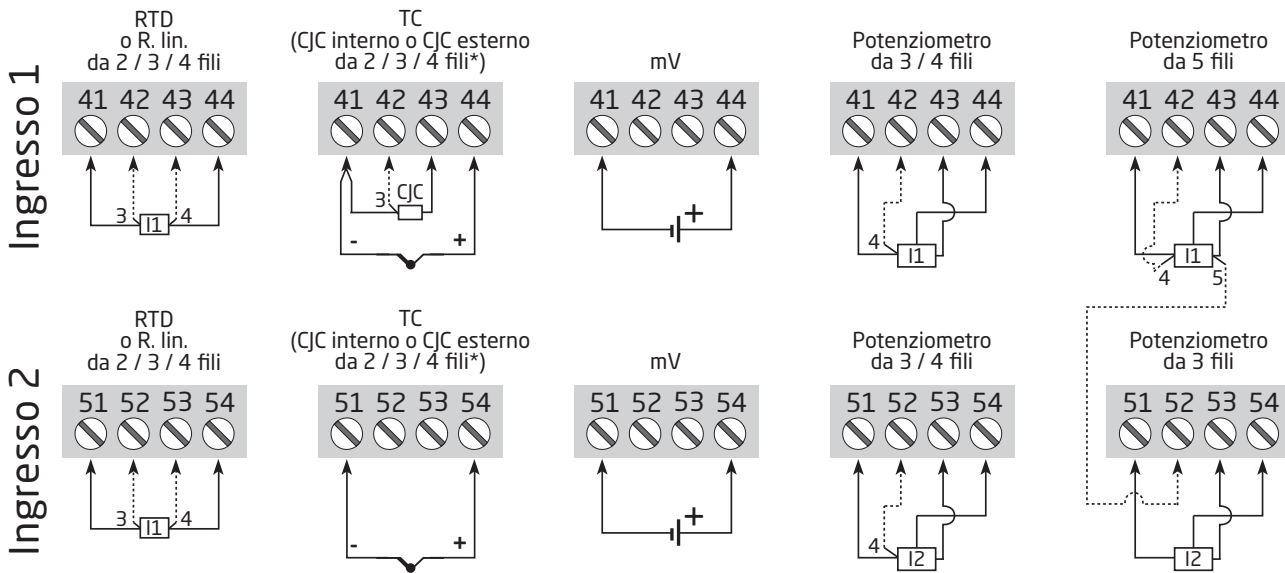 Ingresso 1
RTD
o R. lin.
da 2 / 3 / 4 fili
41 42 43 44
3 I1 4
TC
(CJC interno o CJC esterno
da 2 / 3 / 4 fili*)
41 42 43 44
3 CJC
- +
mV
41 42 43 44
+
Potenziometro
da 3 / 4 fili
41 42 43 44
4 I1
Potenziometro
da 5 fili
41 42 43 44
I1
4 5
Ingresso 2
RTD
o R. lin.
da 2 / 3 / 4 fili
51 52 53 54
3 I1 4
TC
(CJC interno o CJC esterno
da 2 / 3 / 4 fili*)
51 52 53 54
- +
mV
51 52 53 54
+
Potenziometro
da 3 / 4 fili
51 52 53 54
4 I2
Potenziometro
da 3 fili
51 52 53 54
I2